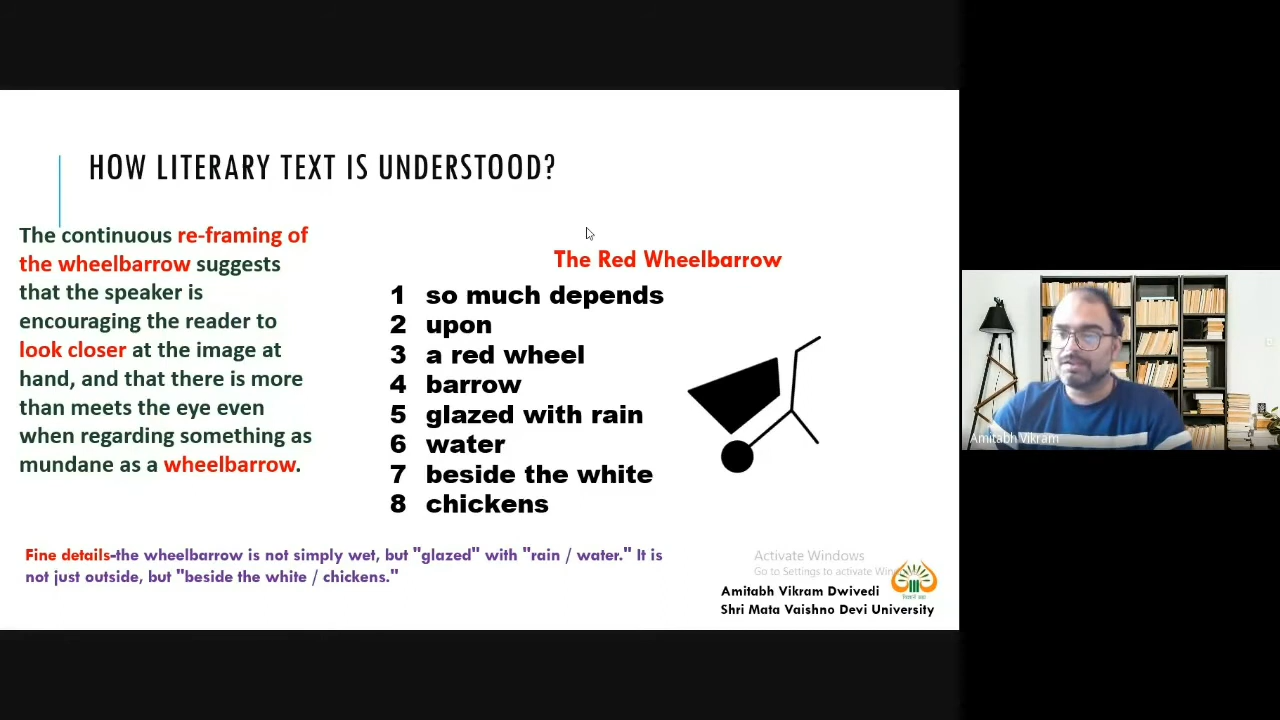 HOW LITERARY TEXT IS UNDERSTOOD?
The continuous re-framing of
the wheelbarrow suggests
that the speaker is
encouraging the reader to
look closer at the image at
hand, and that there is more
than meets the eye even
when regarding something as
mundane as a wheelbarrow.
The Red Wheelbarrow
1 so much depends
2 upon
3 a red wheel
4 barrow
5 glazed with rain
6 water
7 beside the white
8 chickens
Fine details-the wheelbarrow is not simply wet, but "glazed" with "rain / water." It is
not just outside, but "beside the white / chickens."
Activate Windows
Go to Settings to activate
Amitabh Vikram Dwivedi
Shri Mata Vaishno Devi University
Amitabh Vikram